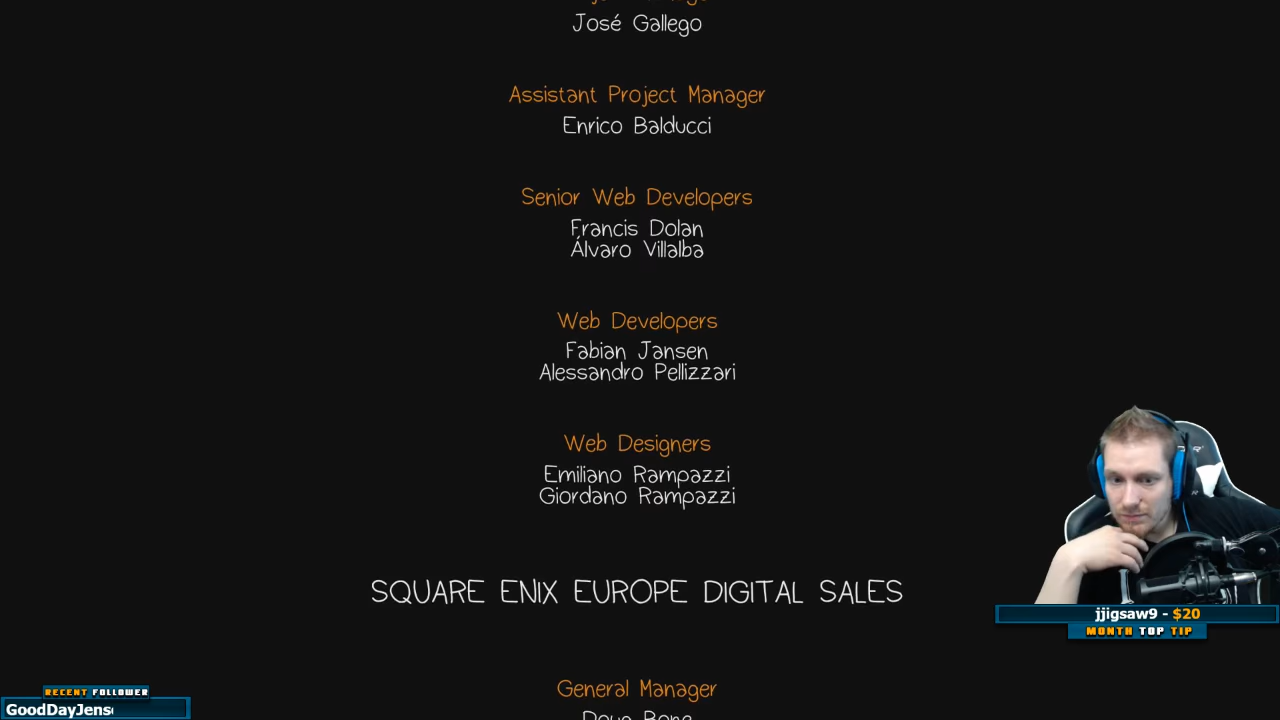 José Gallego
Assistant Project Manager
Enrico Balducci
Senior Web Developers
Francis Dolan
Álvaro Villalba
Web Developers
Fabian Jansen
Alessandro Pellizzari
Web Designers
Emiliano Rampazzi
Giordano Rampazzi
SQUARE ENIX EUROPE DIGITAL SALES
jjigsaw9 - $20
MONTH TOP TIP
General Manager
RECENT FOLLOWER
GoodDayJens